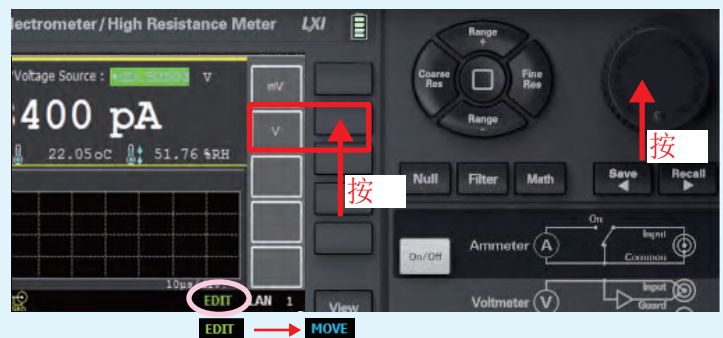 lectrometer/High Resistance Meter LXI
Voltage Source : V
400 pA
22.05oC 51.76 %RH
mV
V
按
按
Range
+
Coarse
Res
Fine
Res
Range
-
Null Filter Math Save Recall
On/Off
Ammeter A
On
Input
Common
Voltmeter V
Input
Guard
EDIT LAN 1
View
EDIT MOVE